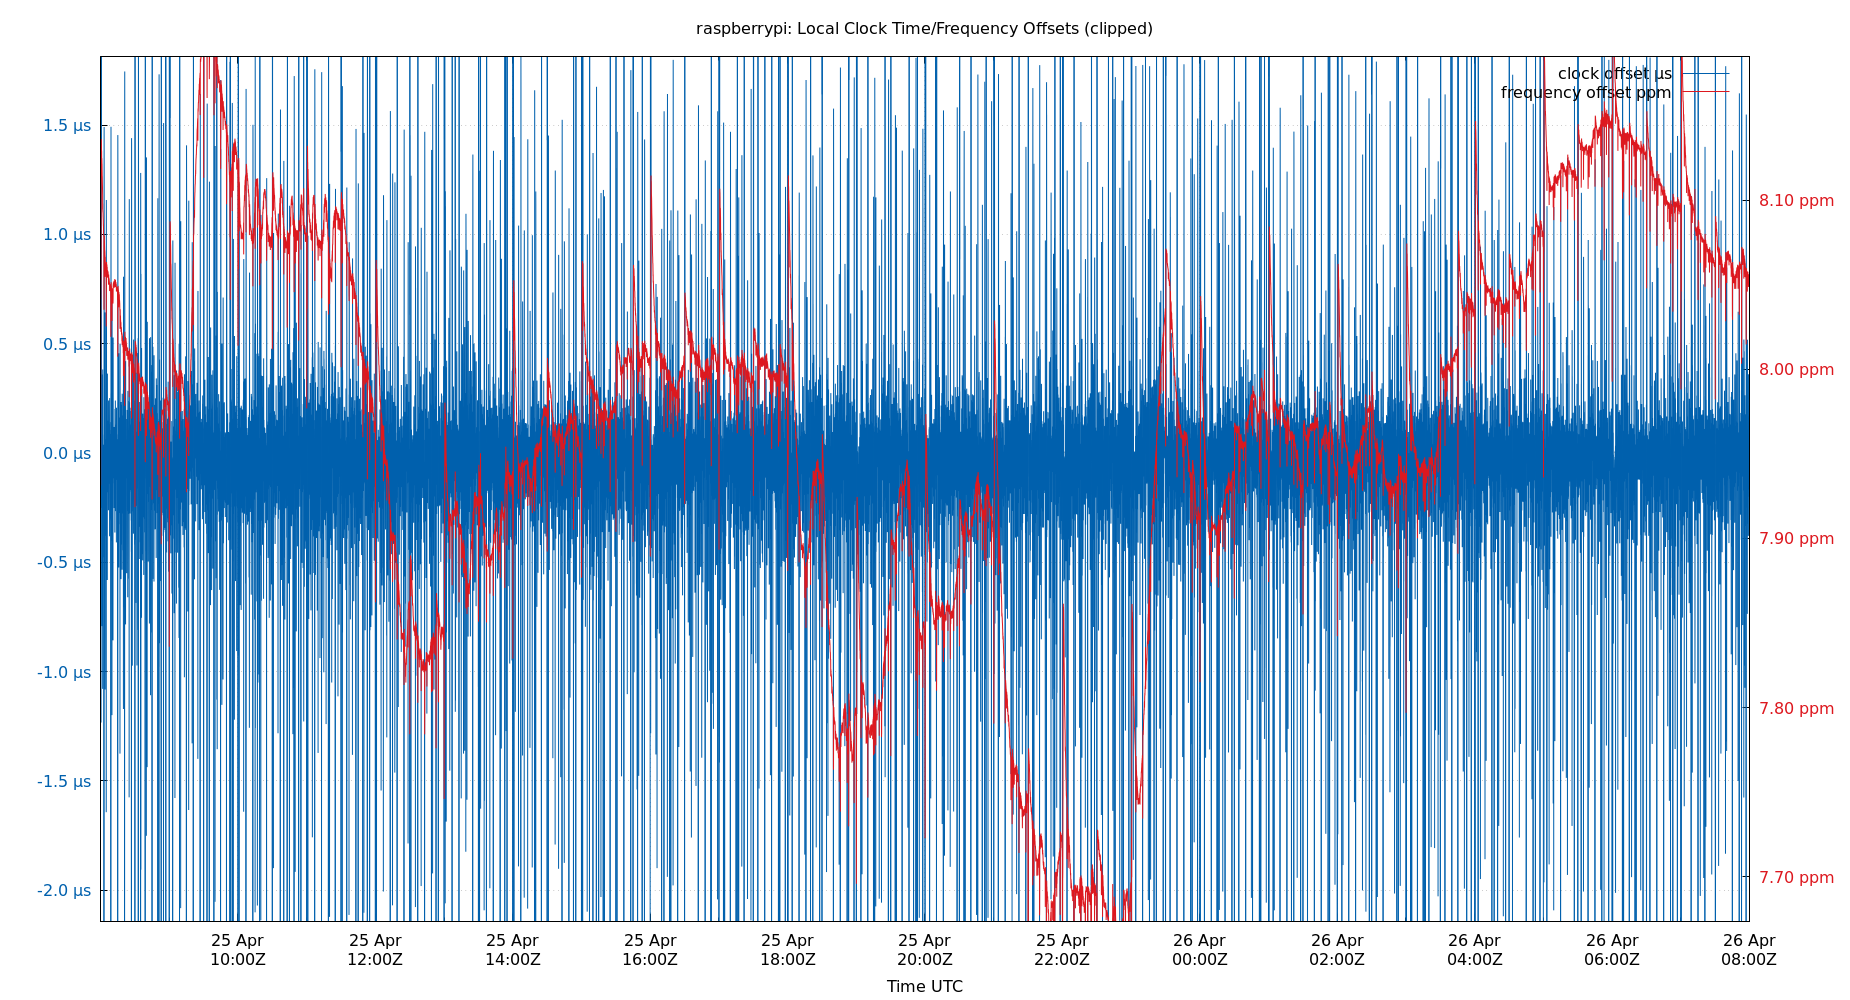 raspberrypi: Local Clock Time/Frequency Offsets (clipped)
clock offset µs
frequency offset ppm
1.5 µs
1.0 µs
0.5 µs
0.0 µs
-0.5 µs
-1.0 µs
-1.5 µs
-2.0 µs
8.10 ppm
8.00 ppm
7.90 ppm
7.80 ppm
7.70 ppm
25 Apr 25 Apr 25 Apr 25 Apr 25 Apr 25 Apr 25 Apr 26 Apr 26 Apr 26 Apr 26 Apr 26 Apr
10:00Z 12:00Z 14:00Z 16:00Z 18:00Z 20:00Z 22:00Z 00:00Z 02:00Z 04:00Z 06:00Z 08:00Z
Time UTC